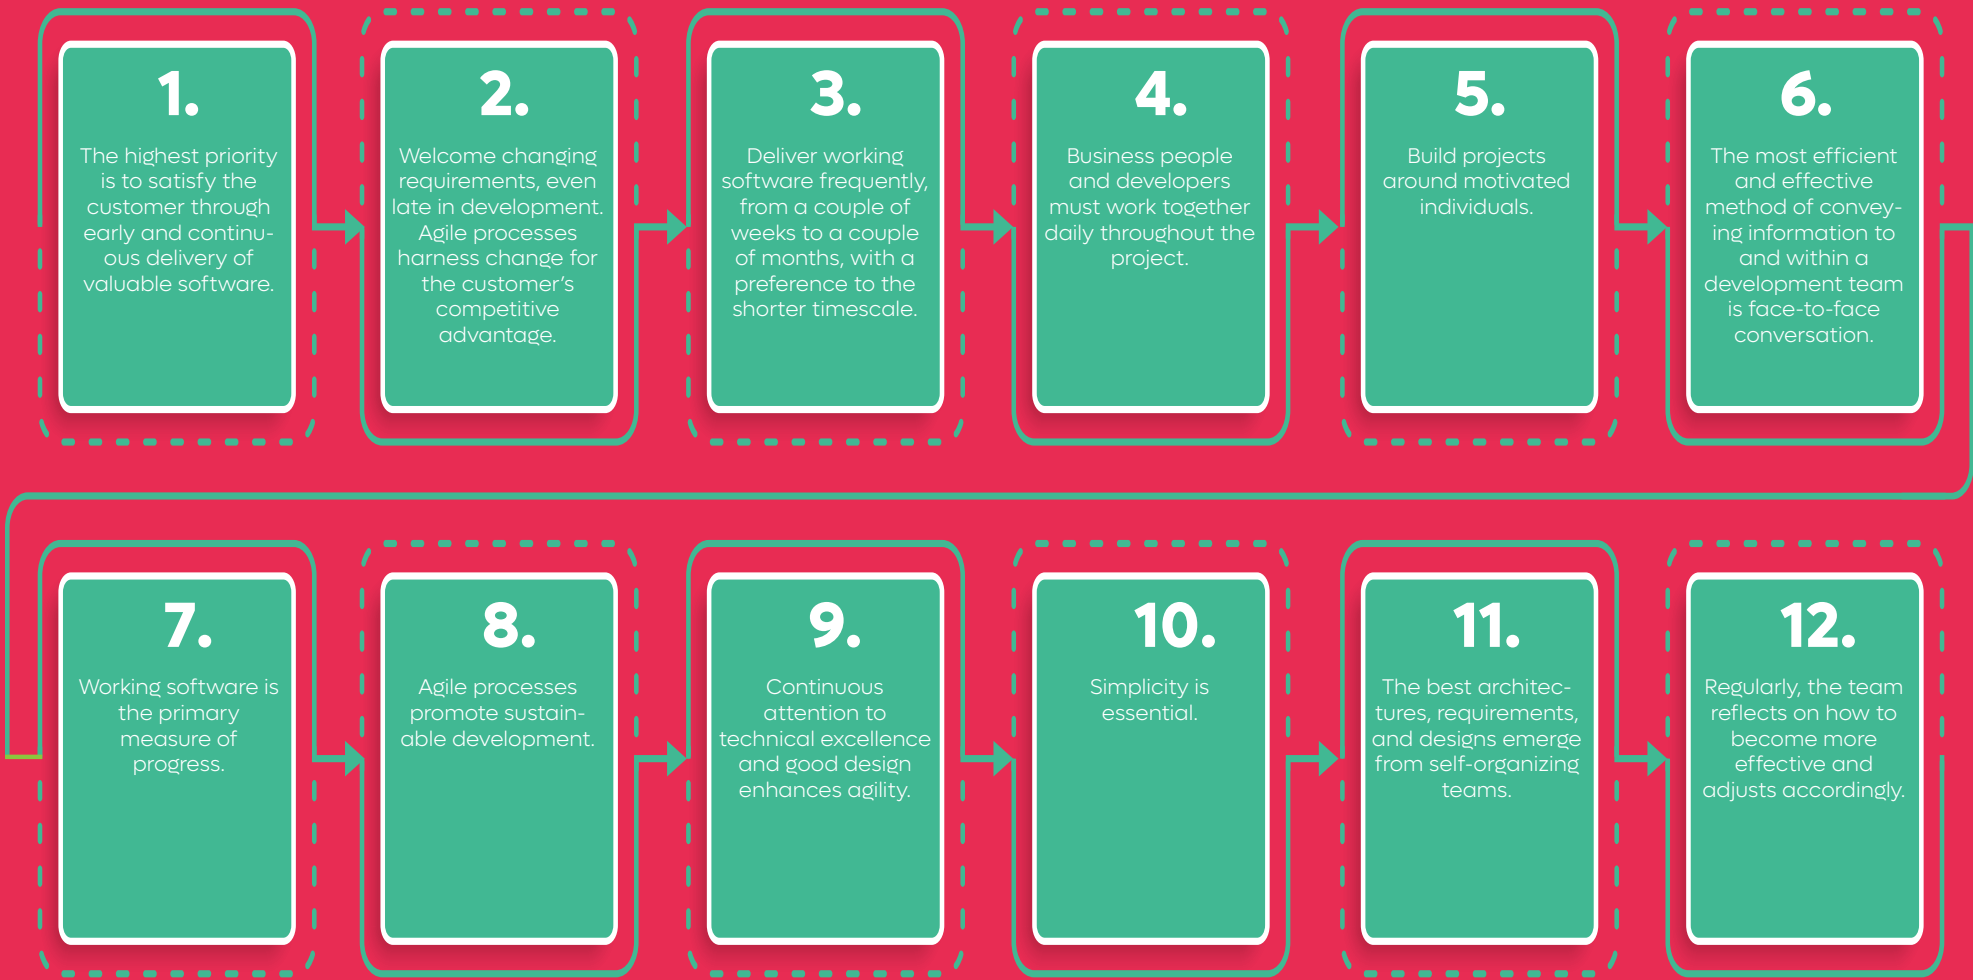 1.
The highest priority
is to satisfy the
customer through
early and continu-
ous delivery of
valuable software.
2.
Welcome changing
requirements, even
late in development.
Agile processes
harness change for
the customer’s
competitive
advantage.
3.
Deliver working
software frequently,
from a couple of
weeks to a couple
of months, with a
preference to the
shorter timescale.
4.
Business people
and developers
must work together
daily throughout the
project.
5.
Build projects
around motivated
individuals.
6.
The most efficient
and effective
method of convey-
ing information to
and within a
development team
is face-to-face
conversation.
7.
Working software is
the primary
measure of
progress.
8.
Agile processes
promote sustain-
able development.
9.
Continuous
attention to
technical excellence
and good design
enhances agility.
10.
Simplicity is
essential.
11.
The best architec-
tures, requirements,
and designs emerge
from self-organizing
teams.
12.
Regularly, the team
reflects on how to
become more
effective and
adjusts accordingly.